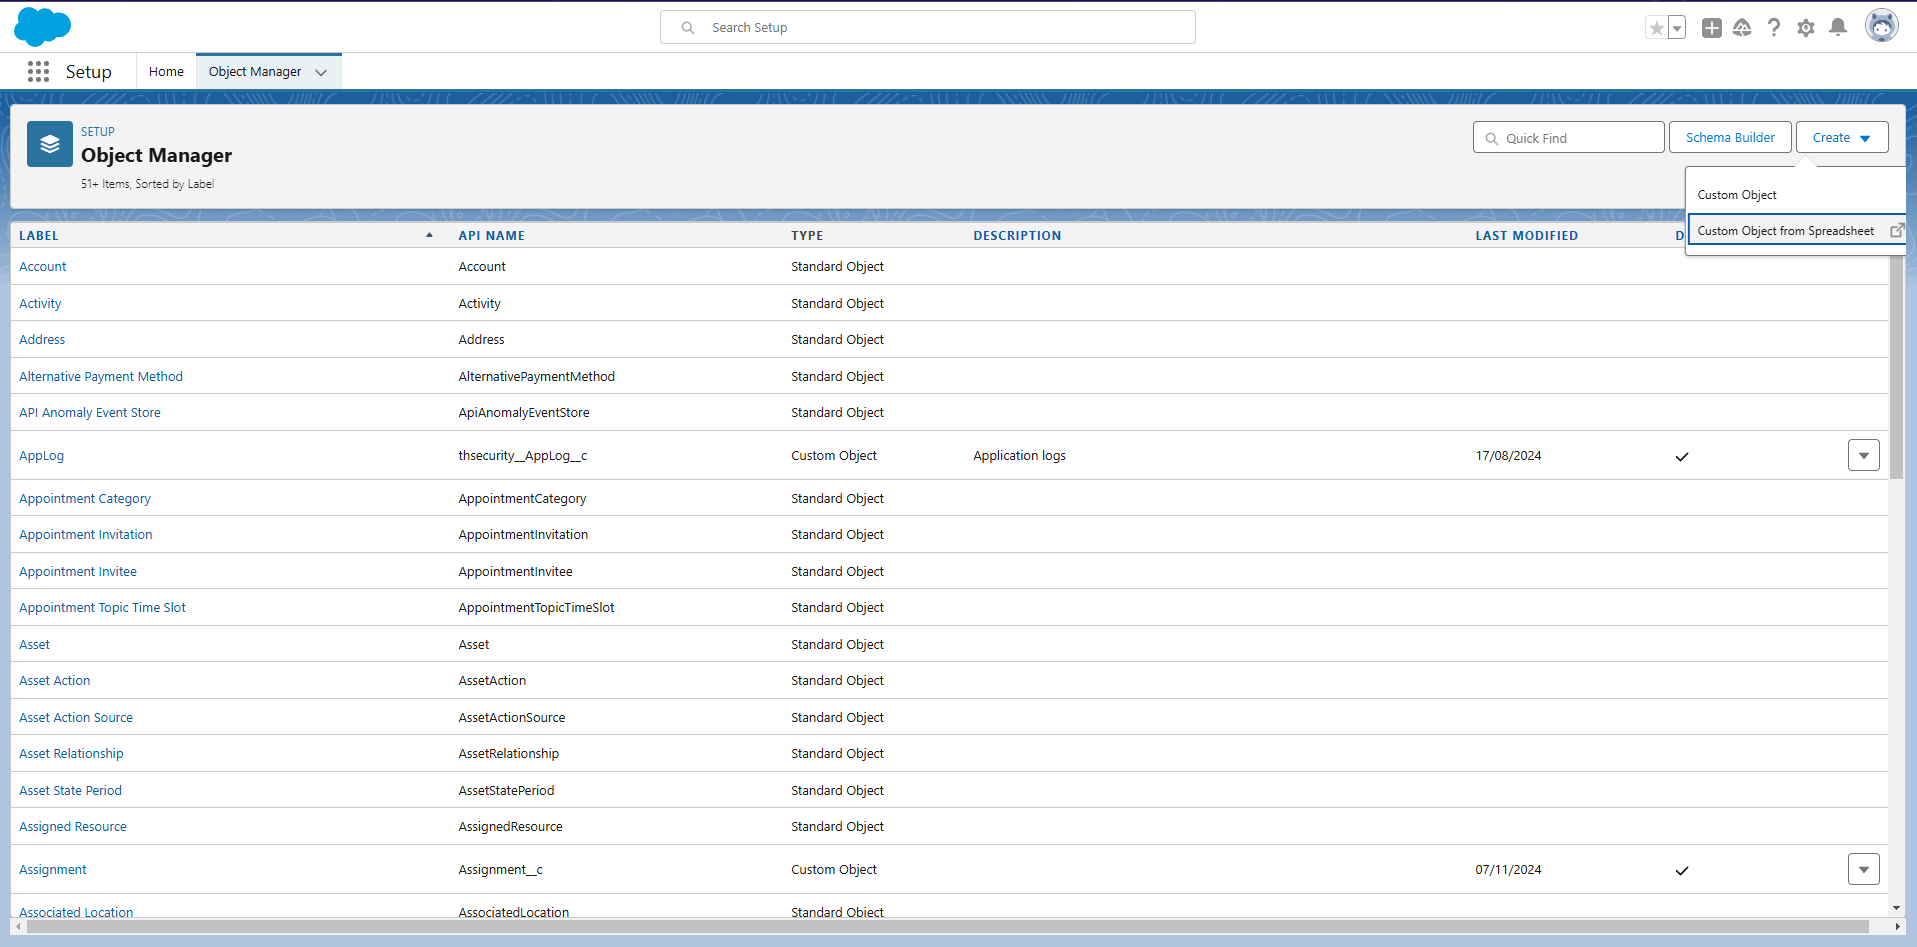 Search Setup
Setup
Home
Object Manager
SETUP
Object Manager
51+ Items, Sorted by Label
Quick Find
Schema Builder
Create
Custom Object
Custom Object from Spreadsheet
LABEL API NAME TYPE DESCRIPTION LAST MODIFIED D
Account Account Standard Object
Activity Activity Standard Object
Address Address Standard Object
Alternative Payment Method AlternativePaymentMethod Standard Object
API Anomaly Event Store ApiAnomalyEventStore Standard Object
AppLog thsecurity__AppLog__c Custom Object Application logs 17/08/2024
Appointment Category AppointmentCategory Standard Object
Appointment Invitation AppointmentInvitation Standard Object
Appointment Invitee AppointmentInvitee Standard Object
Appointment Topic Time Slot AppointmentTopicTimeSlot Standard Object
Asset Asset Standard Object
Asset Action AssetAction Standard Object
Asset Action Source AssetActionSource Standard Object
Asset Relationship AssetRelationship Standard Object
Asset State Period AssetStatePeriod Standard Object
Assigned Resource AssignedResource Standard Object
Assignment Assignment__c Custom Object 07/11/2024
Associated Location AssociatedLocation Standard Object